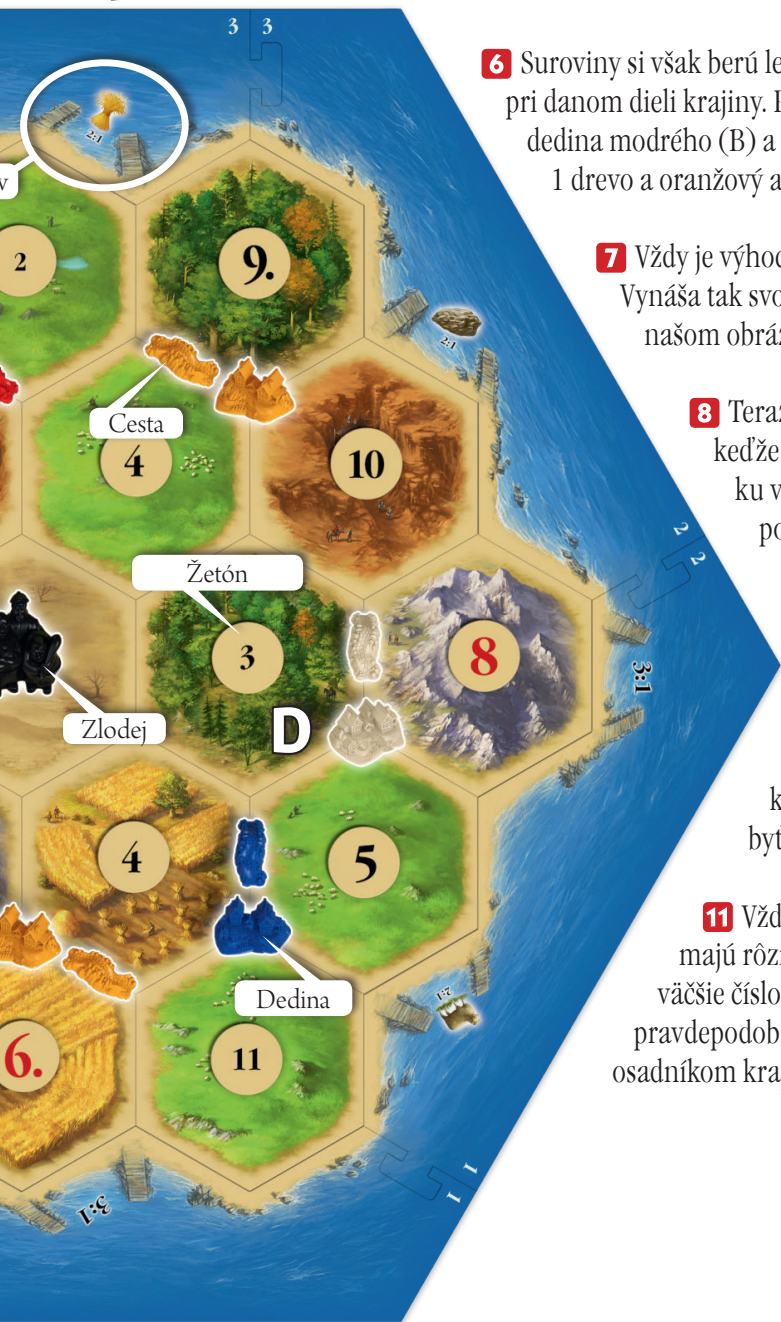 3 3
2:1
v
2
9.
2:1
Cesta
4
10
2
2
Žetón
3
8
3:1
Zlodej
D
4
5
Dedina
6.
11
3:1
1
1
6 Suroviny si však berú le
pri danom dieli krajiny.
dedina modrého (B) a
1 drevo a oranžový a
7 Vždy je výhod
Vynáša tak svo
našom obráz
8 Teraz
keďže
ku v
po
k
byť
11 Vžd
majú rôz
väčšie číslo
pravdepodob
osadníkom kra